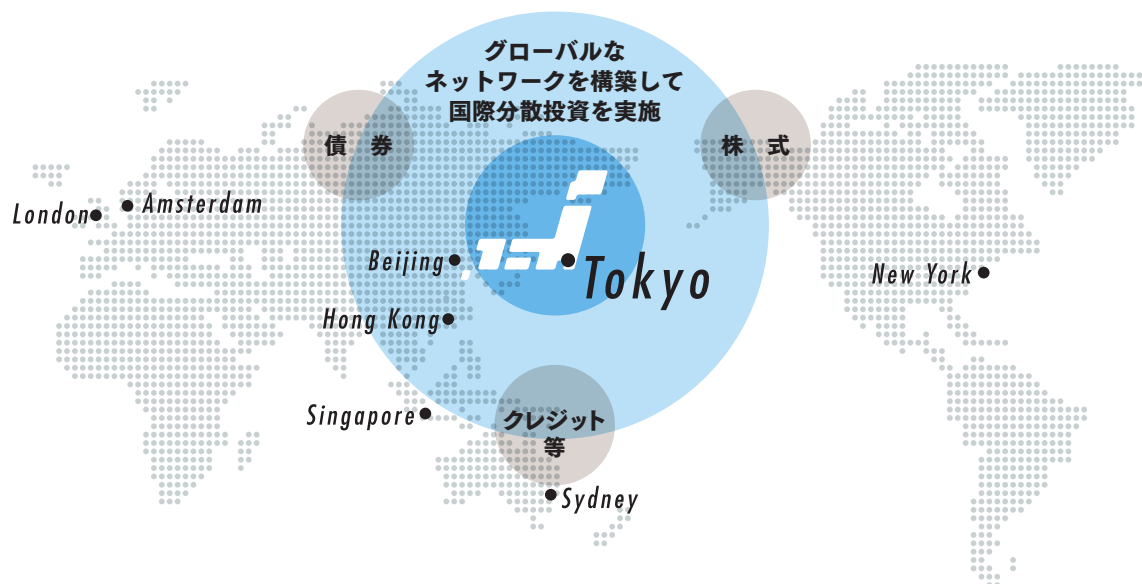 グローバルな
ネットワークを構築して
国際分散投資を実施
債 券
株 式
London
Amsterdam
Beijing
Tokyo
New York
Hong Kong
Singapore
クレジット
等
Sydney